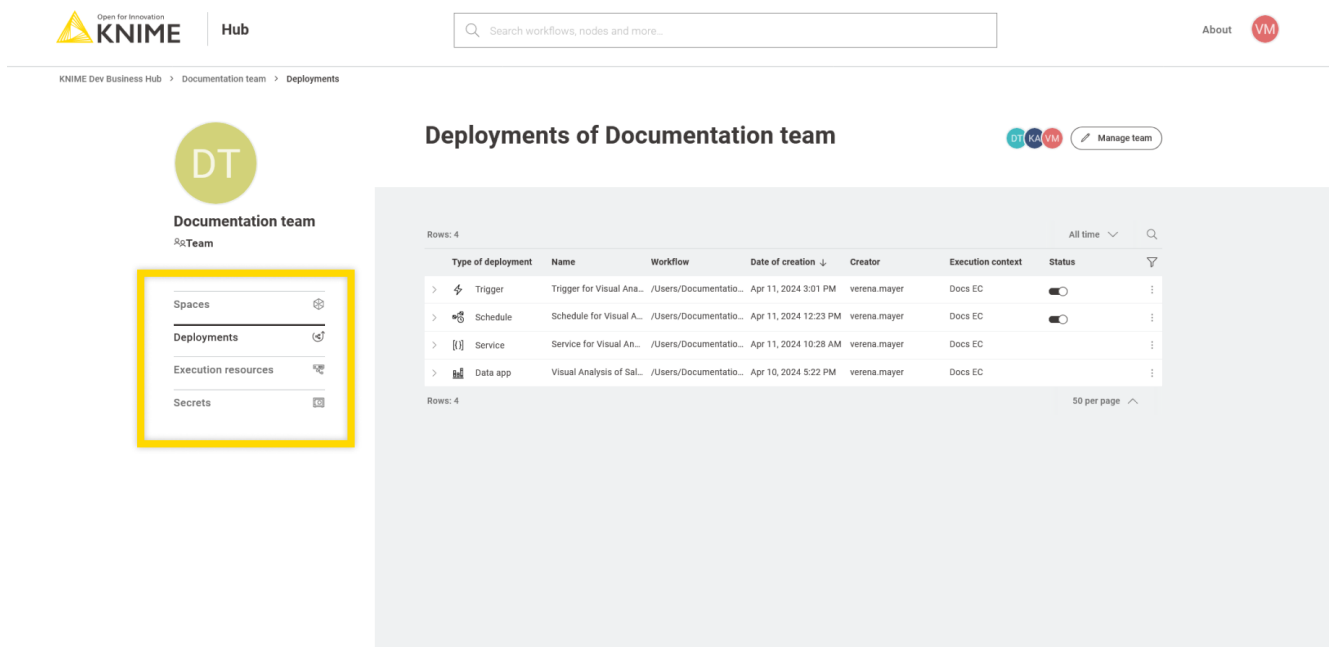 Open for Innovation
KNIME
Hub
Search workflows, nodes and more...
About
VM
KNIME Dev Business Hub > Documentation team > Deployments
DT
Documentation team
Team
Spaces
Deployments
Execution resources
Secrets
Deployments of Documentation team
DT KA VM
Manage team
Rows: 4
All time
Type of deployment Name Workflow Date of creation ↓ Creator Execution context Status
Trigger Trigger for Visual Ana... /Users/Documentatio... Apr 11, 2024 3:01 PM verena.mayer Docs EC
Schedule Schedule for Visual A... /Users/Documentatio... Apr 11, 2024 12:23 PM verena.mayer Docs EC
Service Service for Visual An... /Users/Documentatio... Apr 11, 2024 10:28 AM verena.mayer Docs EC
Data app Visual Analysis of Sal... /Users/Documentatio... Apr 10, 2024 5:22 PM verena.mayer Docs EC
Rows: 4
50 per page